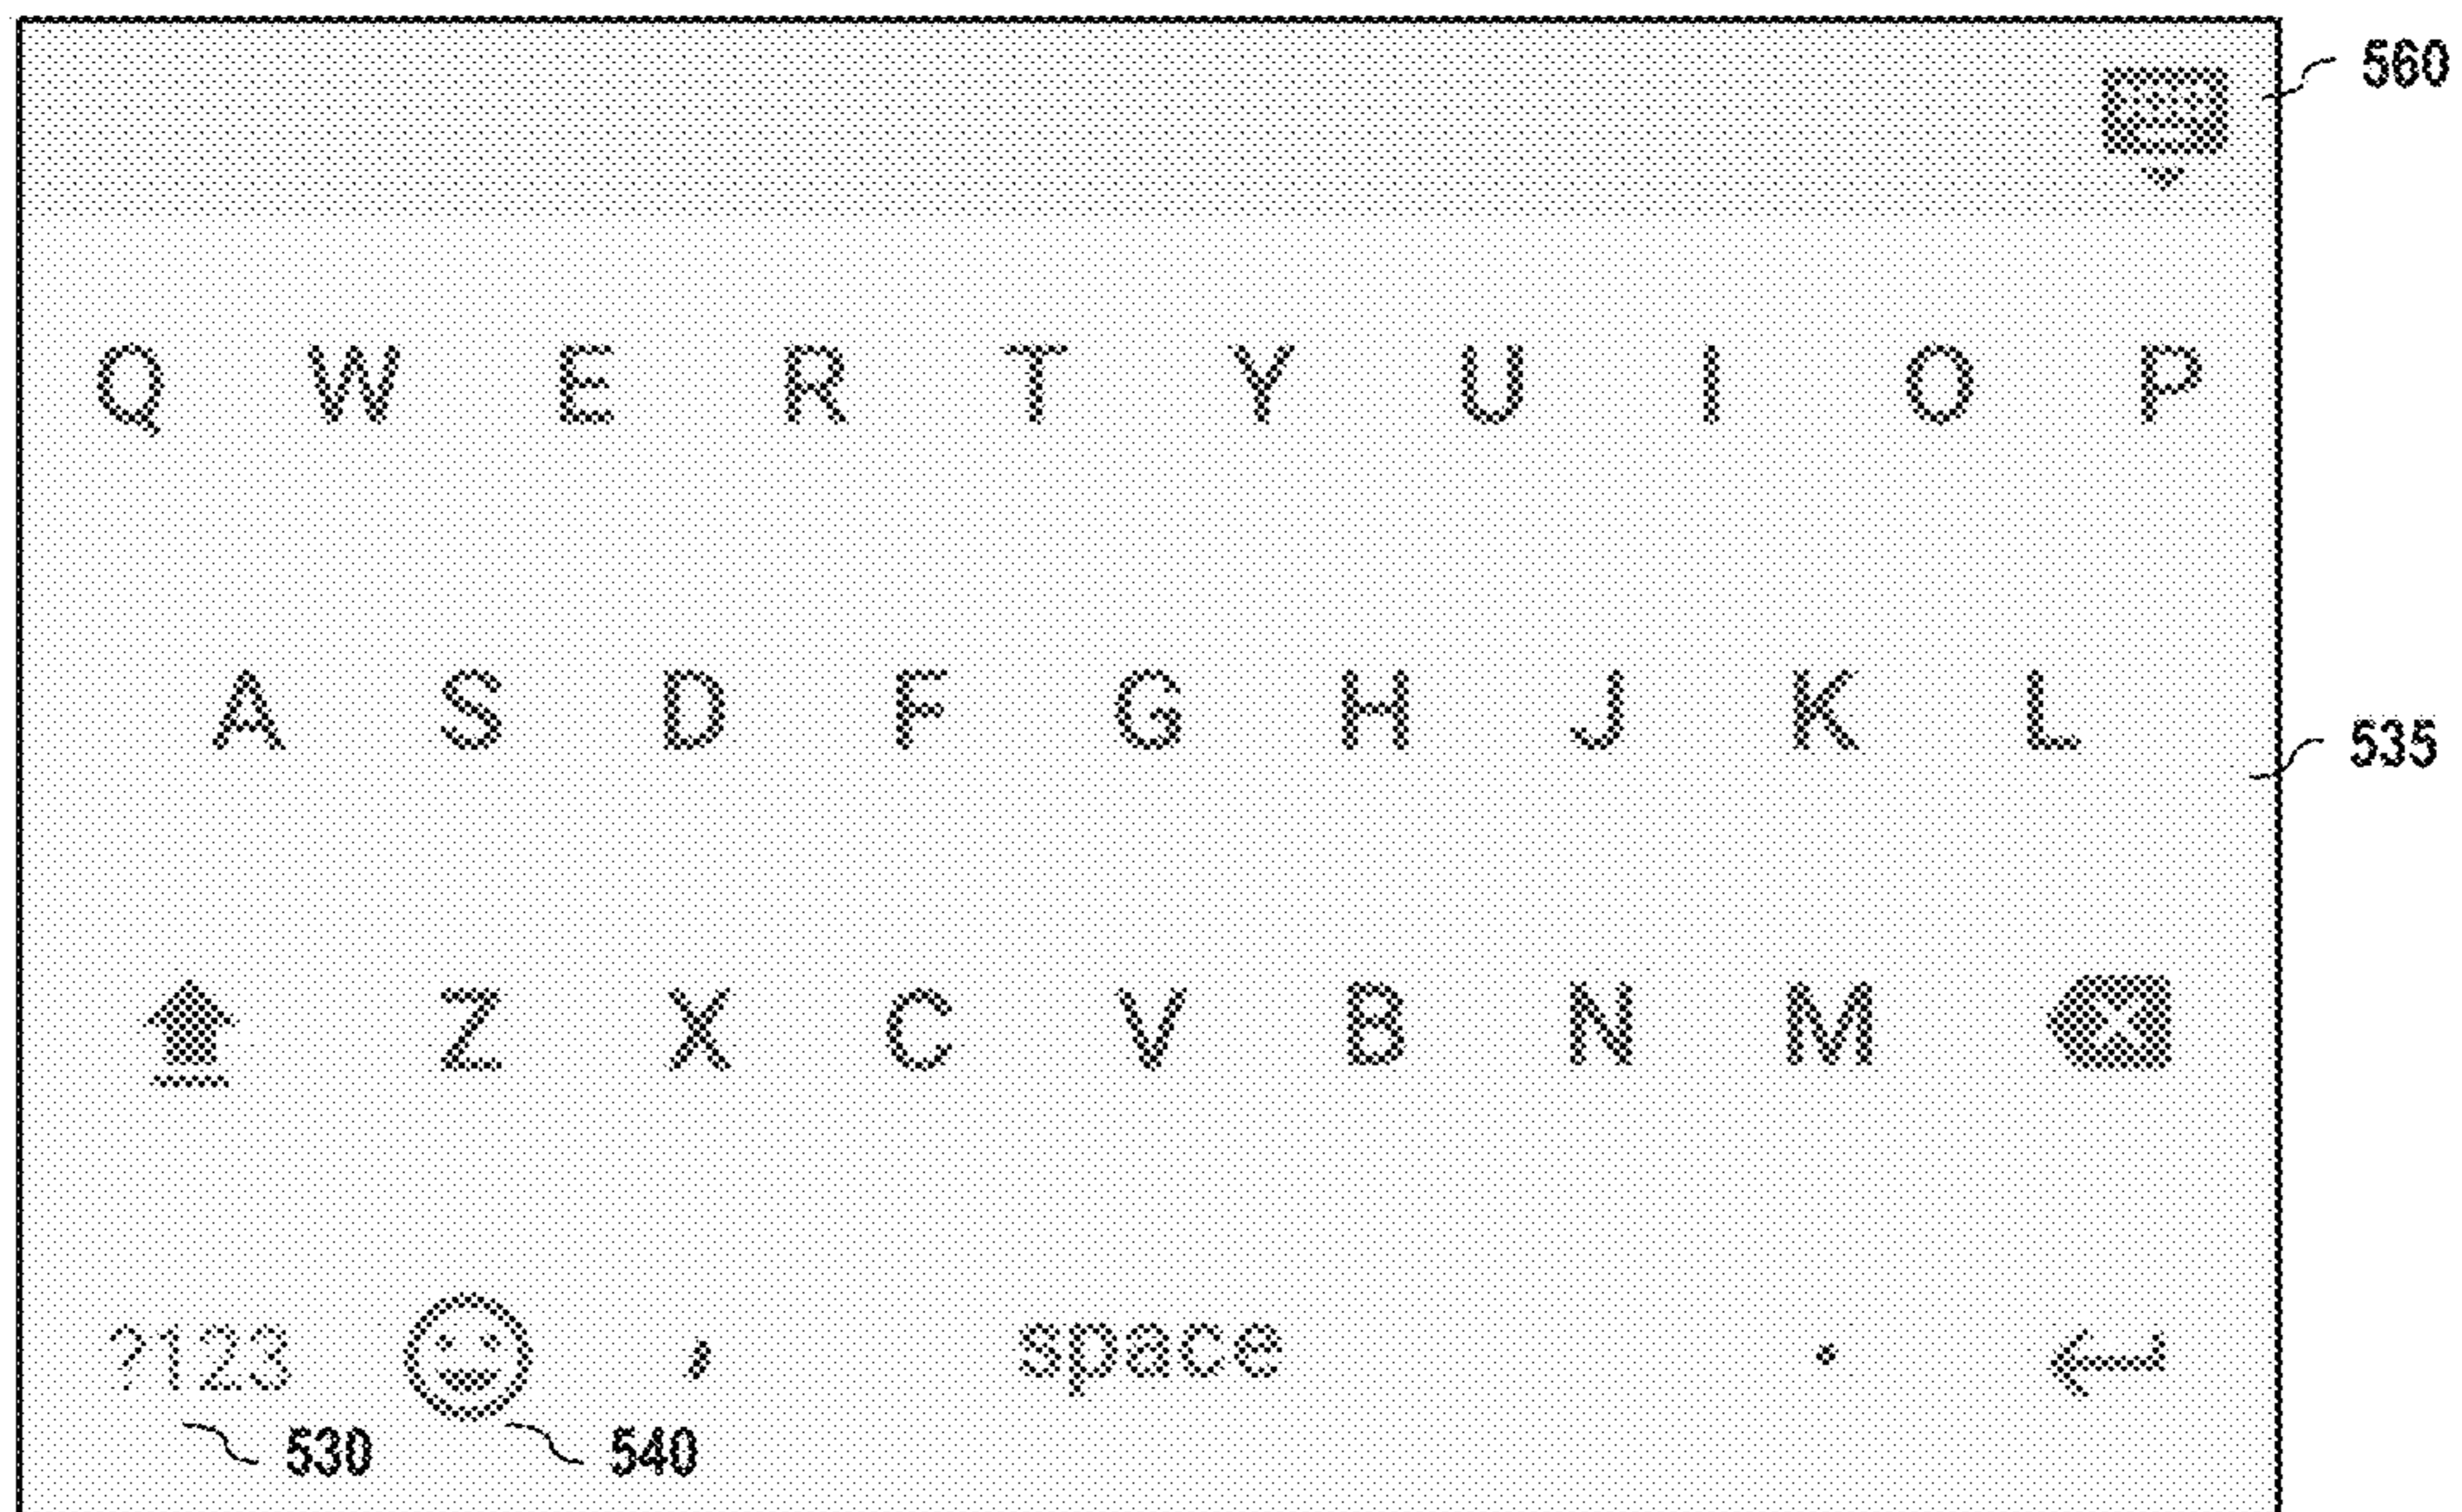 560
Q W E R T Y U I O P
A S D F G H J K L
535
Z X C V B N M
?123 , space .
530 540